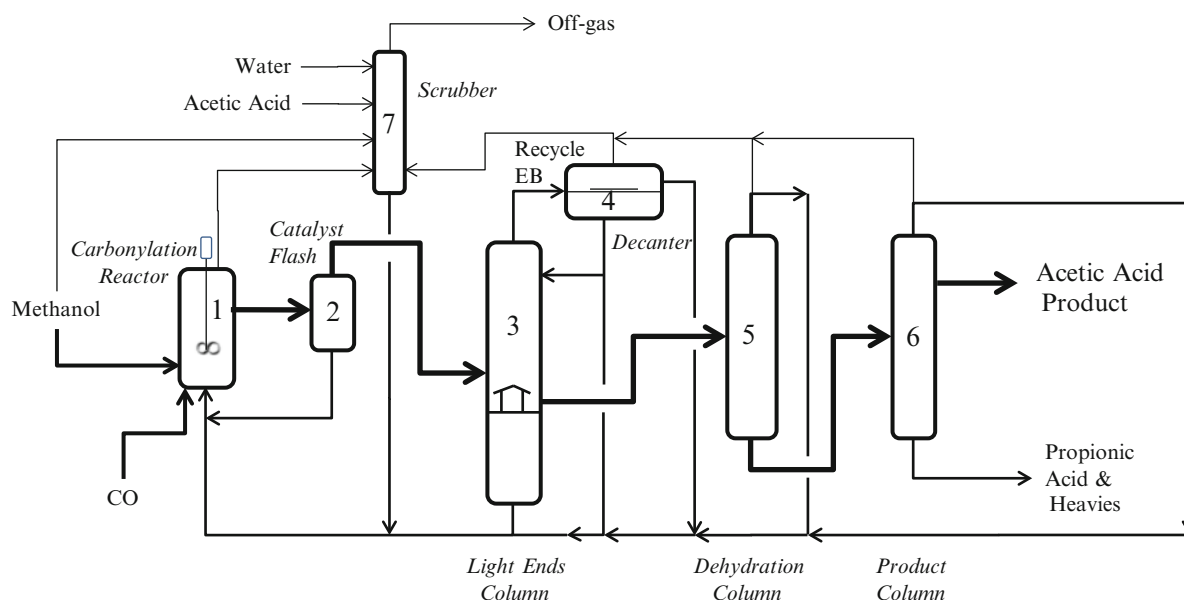 Off-gas
Water
Acetic Acid
Scrubber
7
Recycle
EB
4
Decanter
Catalyst
Flash
Carbonylation
Reactor
Methanol
1
2
3
5
6
Acetic Acid
Product
CO
Propionic
Acid &
Heavies
Light Ends
Column
Dehydration
Column
Product
Column